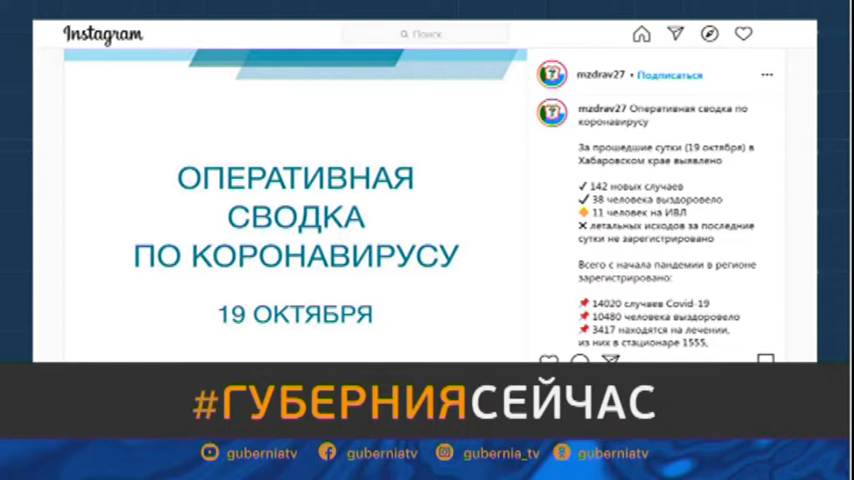 Instagram
Поиск
ОПЕРАТИВНАЯ
СВОДКА
ПО КОРОНАВИРУСУ
19 ОКТЯБРЯ
mzdrav27 • Подписаться
mzdrav27 Оперативная сводка по
коронавирусу
За прошедшие сутки (19 октября) в
Хабаровском крае выявлено
✓ 142 новых случаев
✓ 38 человека выздоровело
🔸 11 человек на ИВЛ
✕ летальных исходов за последние
сутки не зарегистрировано
Всего с начала пандемии в регионе
зарегистрировано:
📌 14020 случаев Covid-19
📌 10480 человека выздоровело
📌 3417 находятся на лечении,
из них в стационаре 1555,
#ГУБЕРНИЯСЕЙЧАС
guberniatv guberniatv gubernia_tv guberniatv